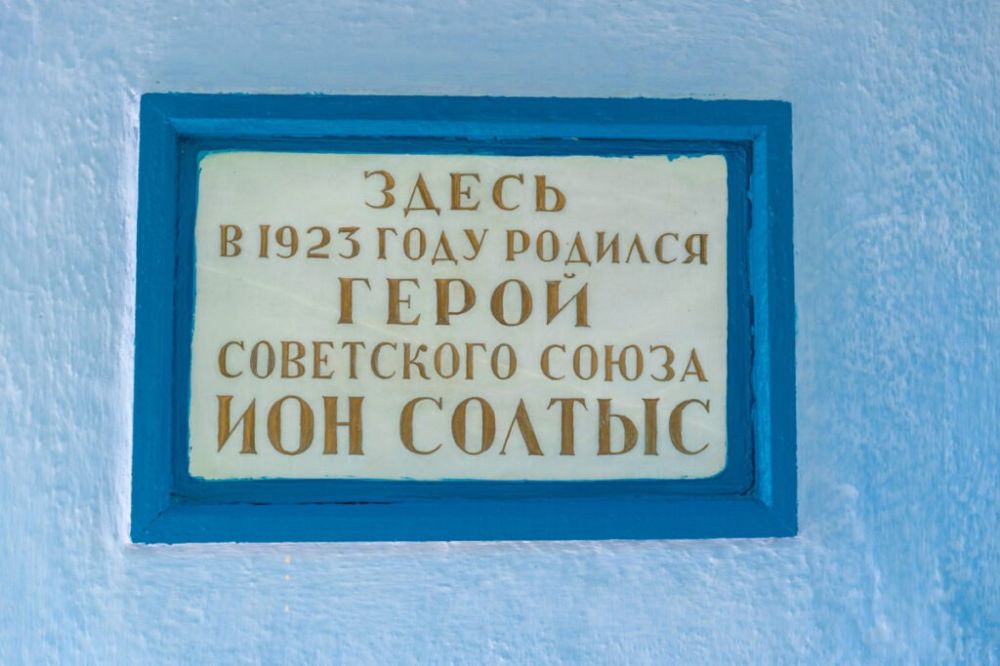 ЗДЕСЬ
В 1923 ГОДУ РОДИЛСЯ
ГЕРОЙ
СОВЕТСКОГО СОЮЗА
ИОН СОЛТЫС